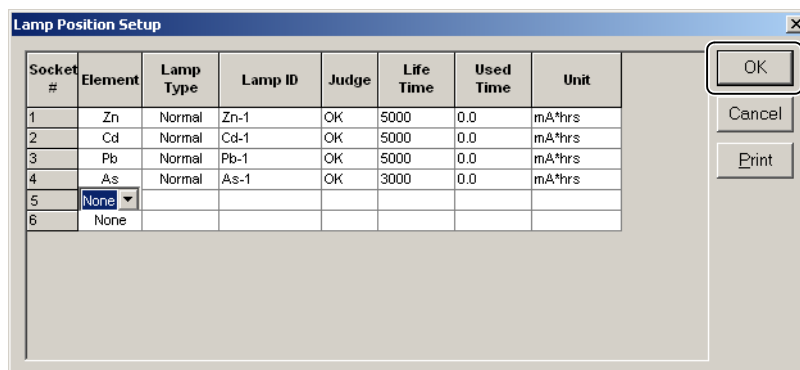 Lamp Position Setup
Socket # Element Lamp Type Lamp ID Judge Life Time Used Time Unit
1 Zn Normal Zn-1 OK 5000 0.0 mA*hrs
2 Cd Normal Cd-1 OK 5000 0.0 mA*hrs
3 Pb Normal Pb-1 OK 5000 0.0 mA*hrs
4 As Normal As-1 OK 3000 0.0 mA*hrs
5 None
6 None
OK
Cancel
Print